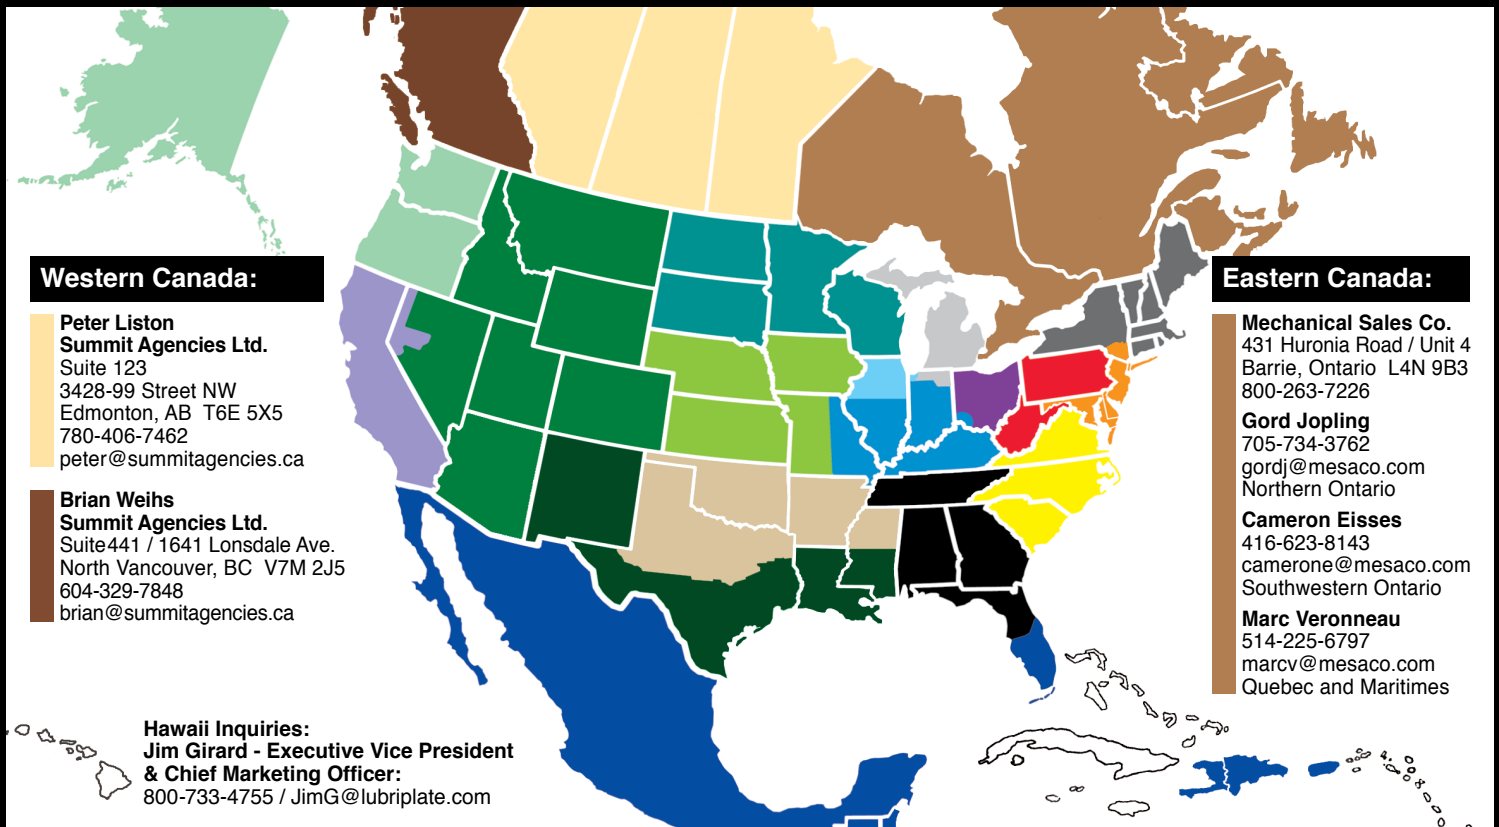 Western Canada:
Peter Liston
Summit Agencies Ltd.
Suite 123
3428-99 Street NW
Edmonton, AB  T6E 5X5
780-406-7462
peter@summitagencies.ca
Brian Weihs
Summit Agencies Ltd.
Suite441 / 1641 Lonsdale Ave.
North Vancouver, BC  V7M 2J5
604-329-7848
brian@summitagencies.ca
Hawaii Inquiries:
Jim Girard - Executive Vice President
& Chief Marketing Officer:
800-733-4755 / JimG@lubriplate.com
Eastern Canada:
Mechanical Sales Co.
431 Huronia Road / Unit 4
Barrie, Ontario  L4N 9B3
800-263-7226
Gord Jopling
705-734-3762
gordj@mesaco.com
Northern Ontario
Cameron Eisses
416-623-8143
camerone@mesaco.com
Southwestern Ontario
Marc Veronneau
514-225-6797
marcv@mesaco.com
Quebec and Maritimes